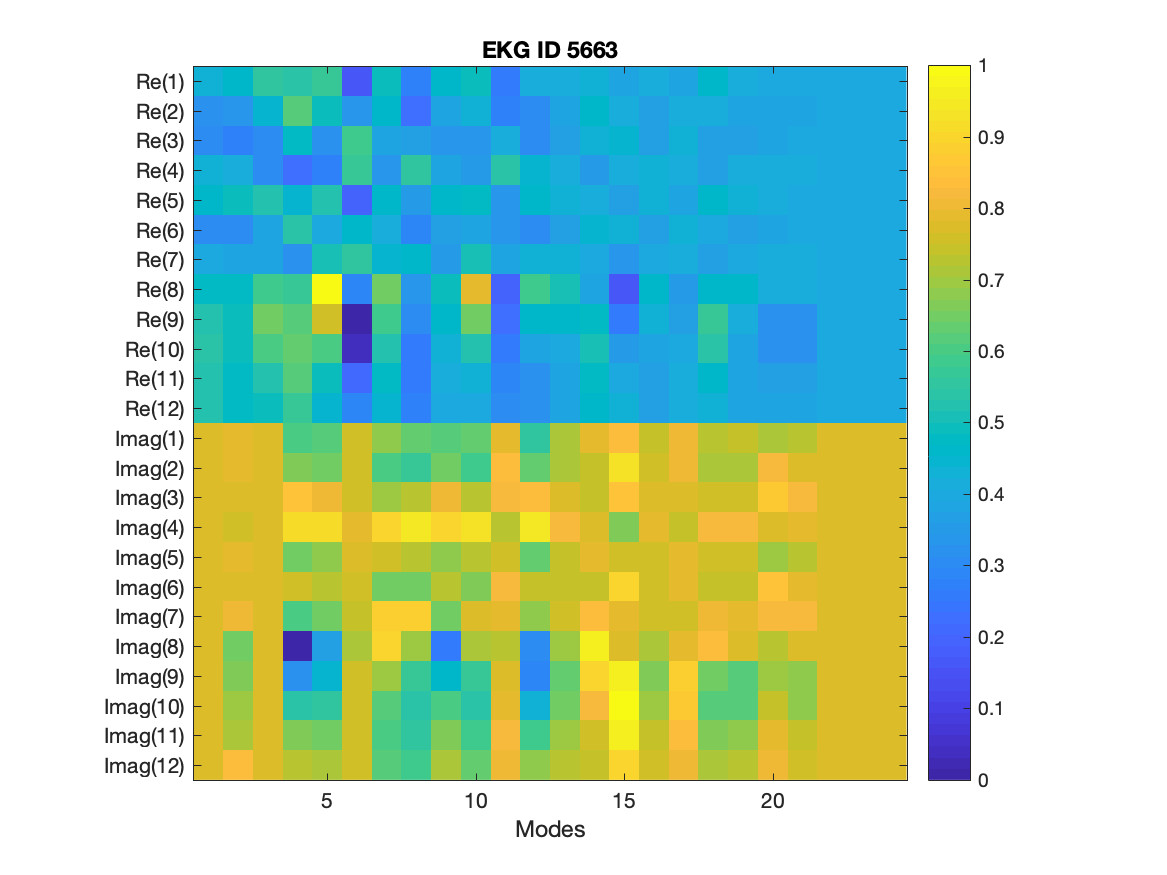 EKG ID 5663
Re(1)
Re(2)
Re(3)
Re(4)
Re(5)
Re(6)
Re(7)
Re(8)
Re(9)
Re(10)
Re(11)
Re(12)
Imag(1)
Imag(2)
Imag(3)
Imag(4)
Imag(5)
Imag(6)
Imag(7)
Imag(8)
Imag(9)
Imag(10)
Imag(11)
Imag(12)
5 10 15 20
Modes
1
0.9
0.8
0.7
0.6
0.5
0.4
0.3
0.2
0.1
0